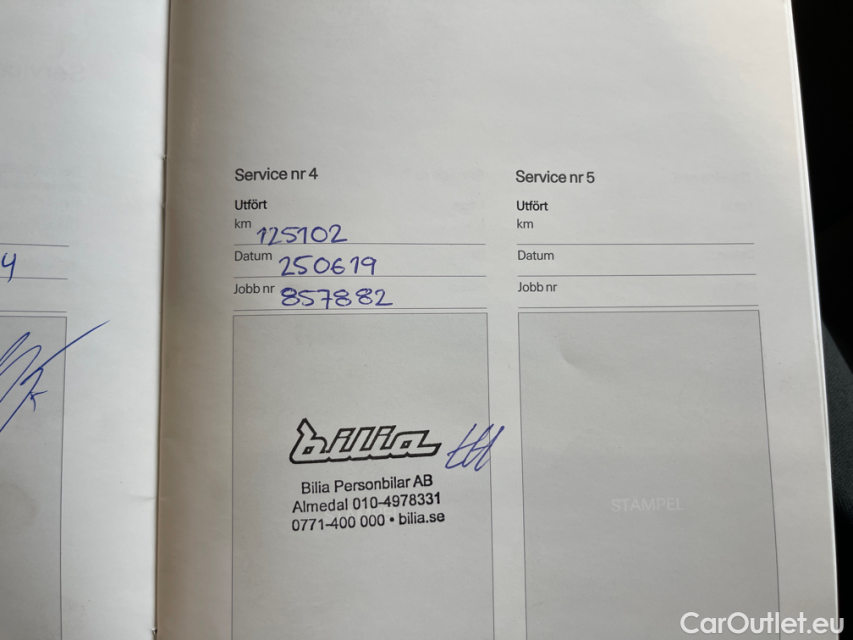 4
Service nr 4
Utfört
km 125102
Datum 250619
Jobb nr 857882
bilia
Bilia Personbilar AB
Almedal 010-4978331
0771-400 000 • bilia.se
Service nr 5
Utfört
km
Datum
Jobb nr
STAMPEL
CarOutlet.eu